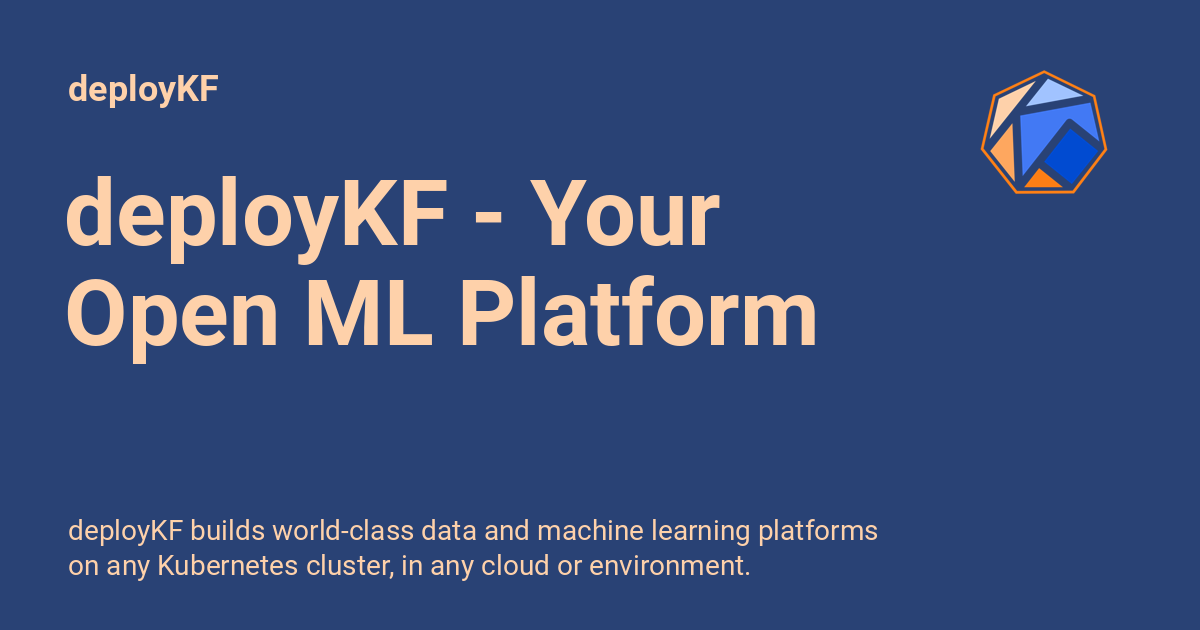 deployKF
deployKF - Your
Open ML Platform
deployKF builds world-class data and machine learning platforms
on any Kubernetes cluster, in any cloud or environment.